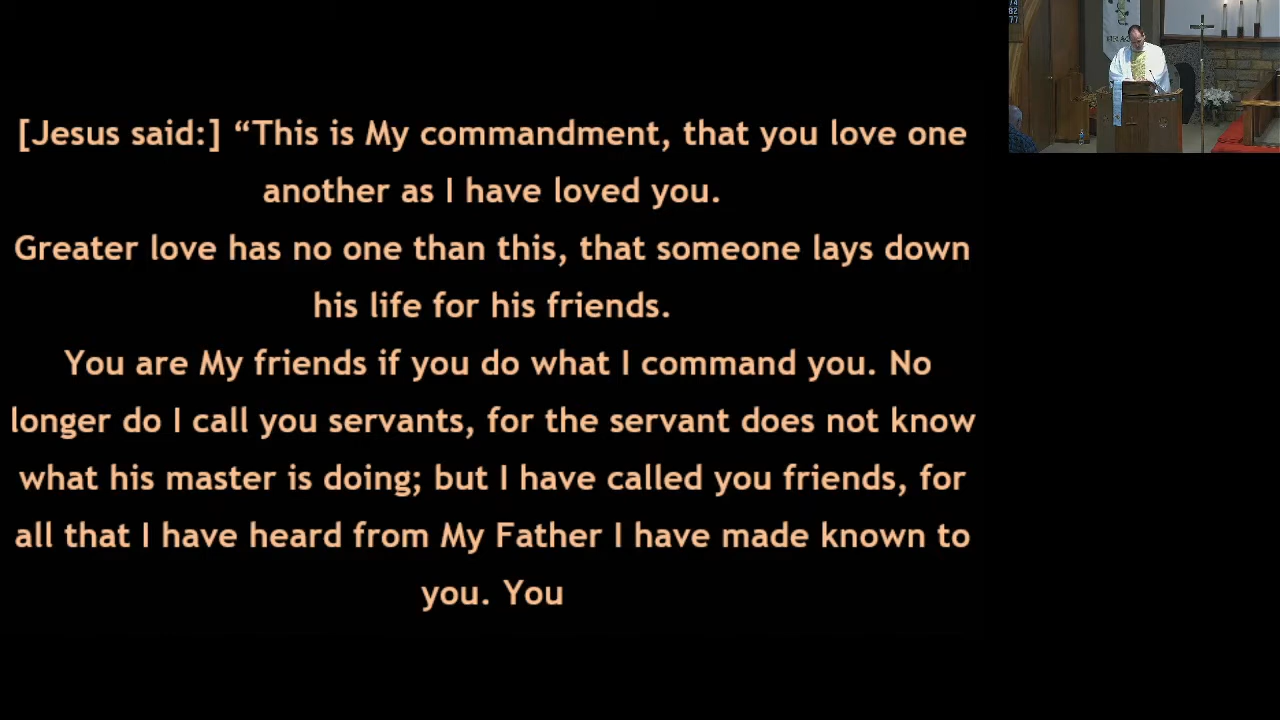 [Jesus said:] “This is My commandment, that you love one
another as I have loved you.
Greater love has no one than this, that someone lays down
his life for his friends.
You are My friends if you do what I command you. No
longer do I call you servants, for the servant does not know
what his master is doing; but I have called you friends, for
all that I have heard from My Father I have made known to
you. You
74
82
77